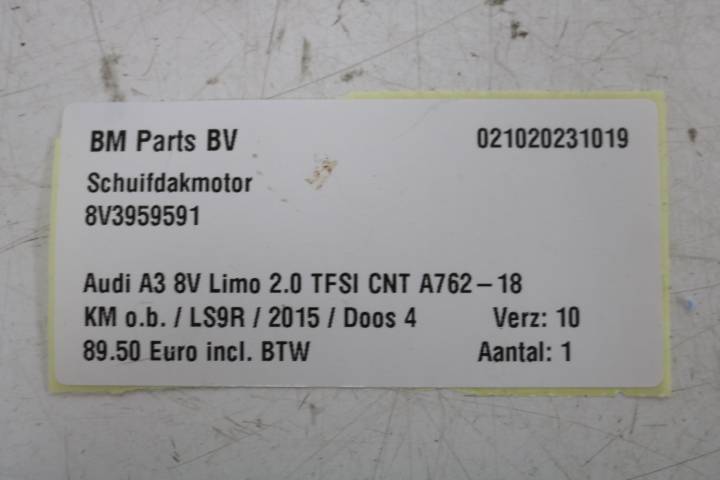 BM Parts BV 021020231019
Schuifdakmotor
8V3959591
Audi A3 8V Limo 2.0 TFSI CNT A762-18
KM o.b. / LS9R / 2015 / Doos 4 Verz: 10
89.50 Euro incl. BTW Aantal: 1